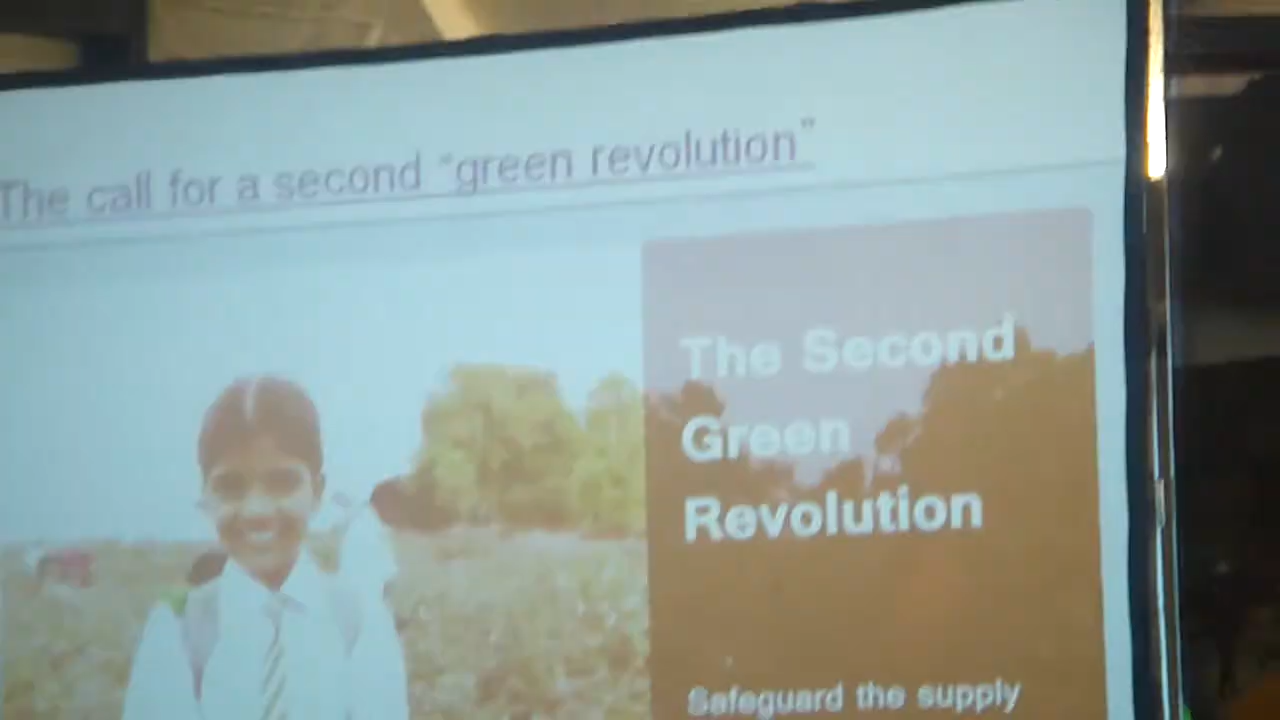 The call for a second "green revolution"
The Second
Green
Revolution
Safeguard the supply